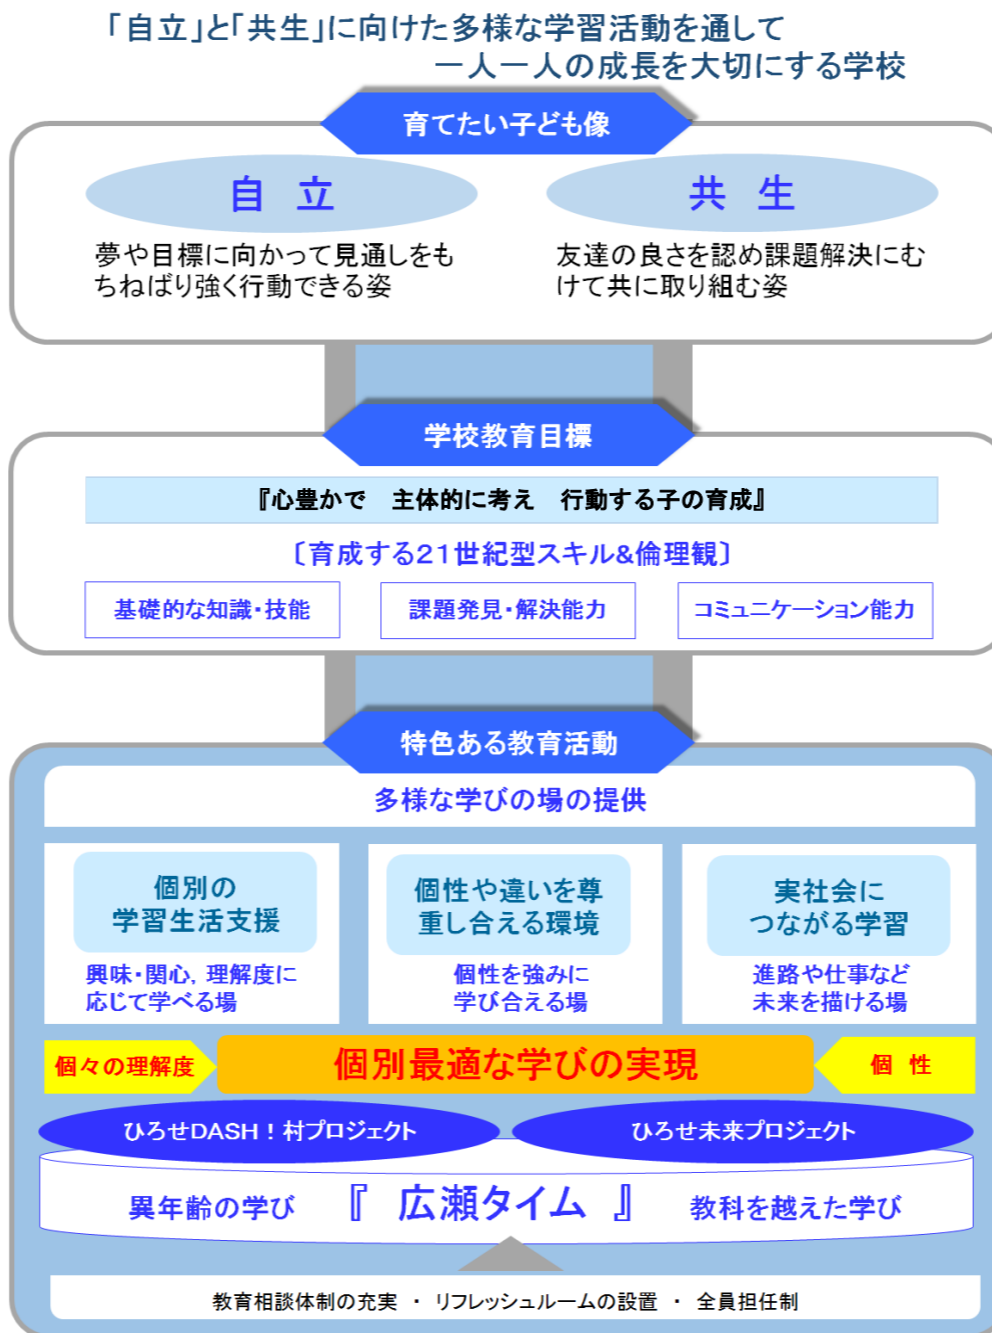 「自立」と「共生」に向けた多様な学習活動を通して
一人一人の成長を大切にする学校
育てたい子ども像
自 立
共 生
夢や目標に向かって見通しをも
ちねばり強く行動できる姿
友達の良さを認め課題解決にむ
けて共に取り組む姿
学校教育目標
『心豊かで　主体的に考え　行動する子の育成』
〔育成する21世紀型スキル&倫理観〕
基礎的な知識・技能
課題発見・解決能力
コミュニケーション能力
特色ある教育活動
多様な学びの場の提供
個別の
学習生活支援
興味・関心, 理解度に
応じて学べる場
個性や違いを尊
重し合える環境
個性を強みに
学び合える場
実社会に
つながる学習
進路や仕事など
未来を描ける場
個々の理解度
個別最適な学びの実現
個 性
ひろせDASH！村プロジェクト
ひろせ未来プロジェクト
異年齢の学び 『 広瀬タイム 』 教科を越えた学び
教育相談体制の充実 ・ リフレッシュルームの設置 ・ 全員担任制